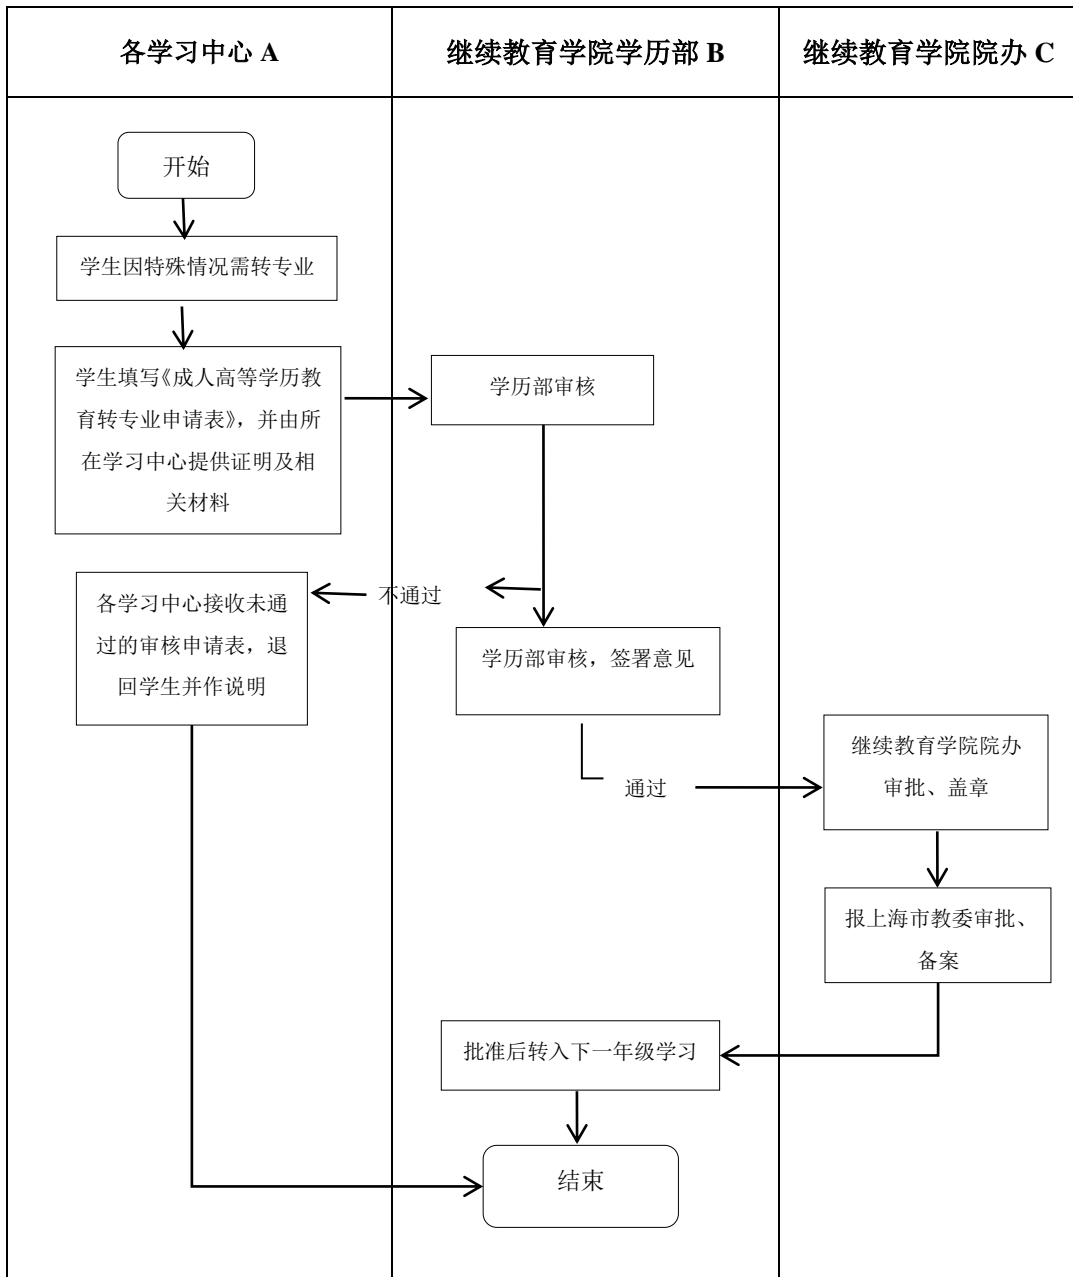 各学习中心 A
继续教育学院学历部 B
继续教育学院院办 C
开始
学生因特殊情况需转专业
学生填写《成人高等学历教
育转专业申请表》，并由所
在学习中心提供证明及相
关材料
学历部审核
不通过
各学习中心接收未通
过的审核申请表，退
回学生并作说明
学历部审核，签署意见
通过
继续教育学院院办
审批、盖章
报上海市教委审批、
备案
批准后转入下一年级学习
结束